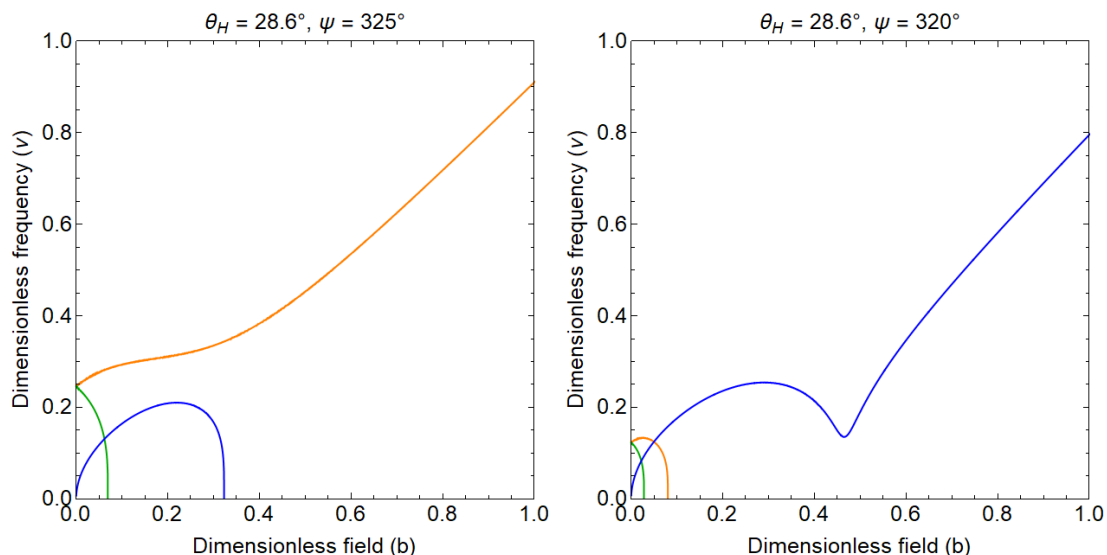 θ_H = 28.6°, ψ = 325°
1.0
0.8
0.6
0.4
0.2
0.0
0.0 0.2 0.4 0.6 0.8 1.0
Dimensionless frequency (ν)
Dimensionless field (b)
θ_H = 28.6°, ψ = 320°
1.0
0.8
0.6
0.4
0.2
0.0
0.0 0.2 0.4 0.6 0.8 1.0
Dimensionless frequency (ν)
Dimensionless field (b)